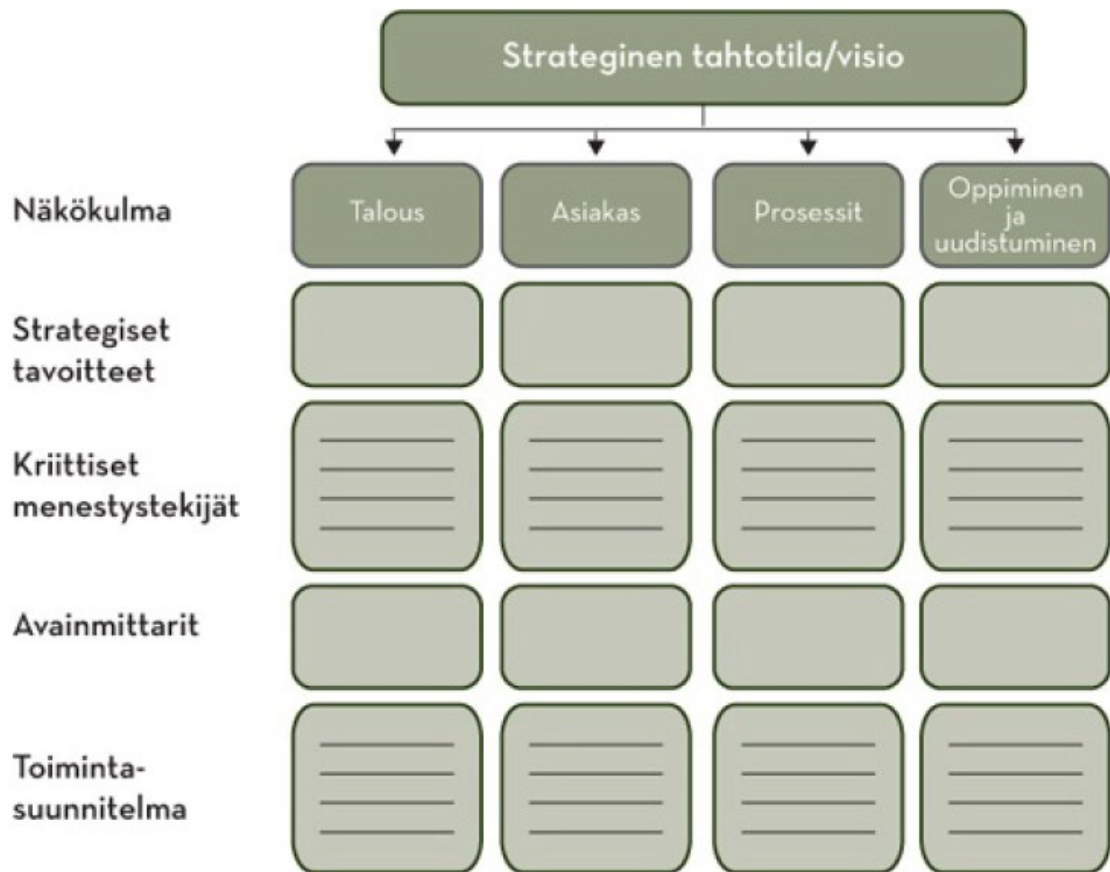 Strateginen tahtotila/visio
Näkökulma
Talous
Asiakas
Prosessit
Oppiminen
ja
uudistuminen
Strategiset
tavoitteet
Kriittiset
menestystekijät
Avainmittarit
Toiminta-
suunnitelma